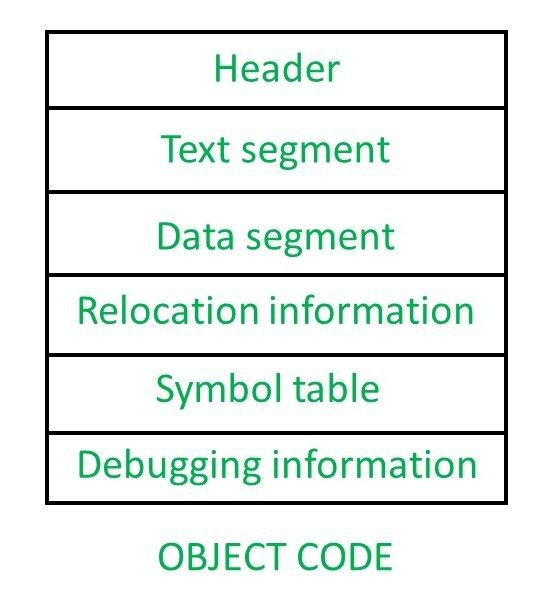 Header
Text segment
Data segment
Relocation information
Symbol table
Debugging information
OBJECT CODE